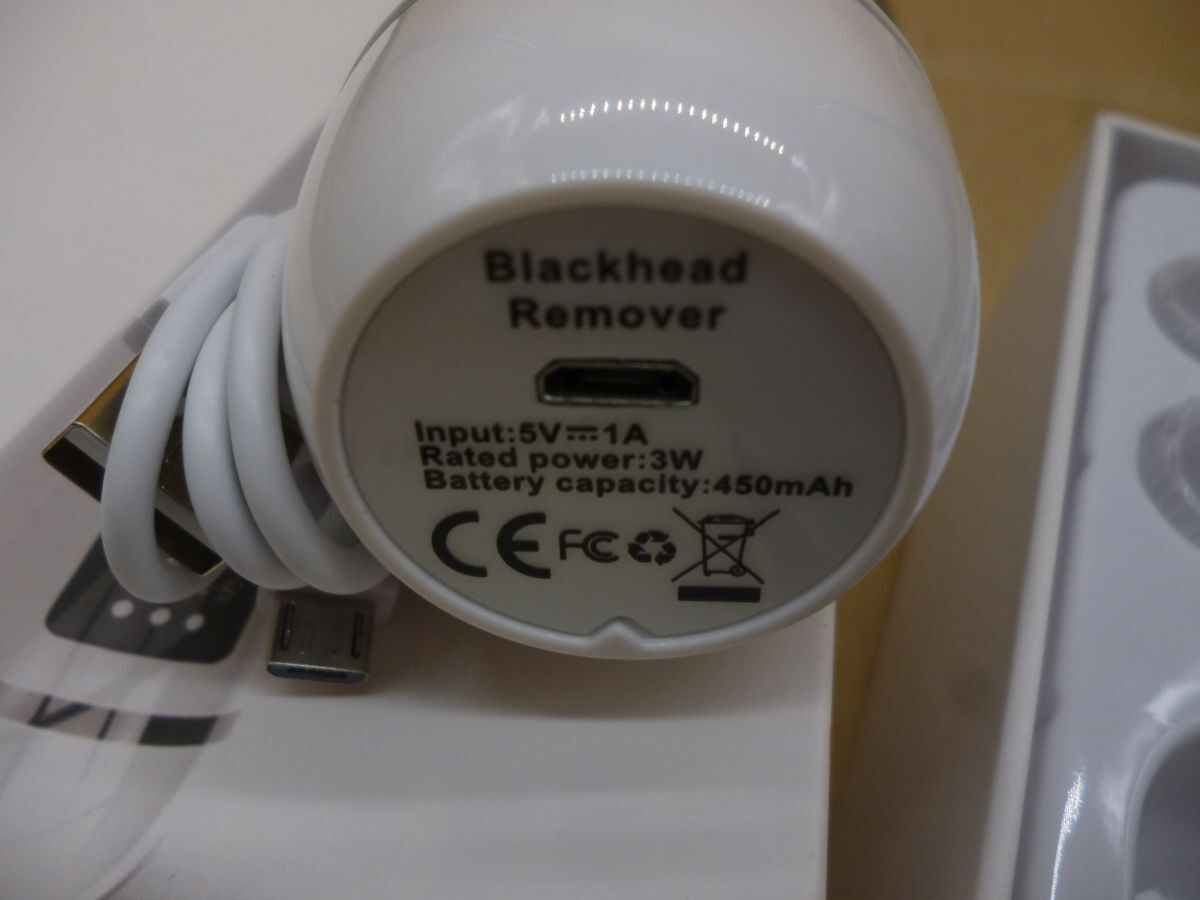 Blackhead
Remover
Input:5V⎓1A
Rated power:3W
Battery capacity:450mAh
CE FC